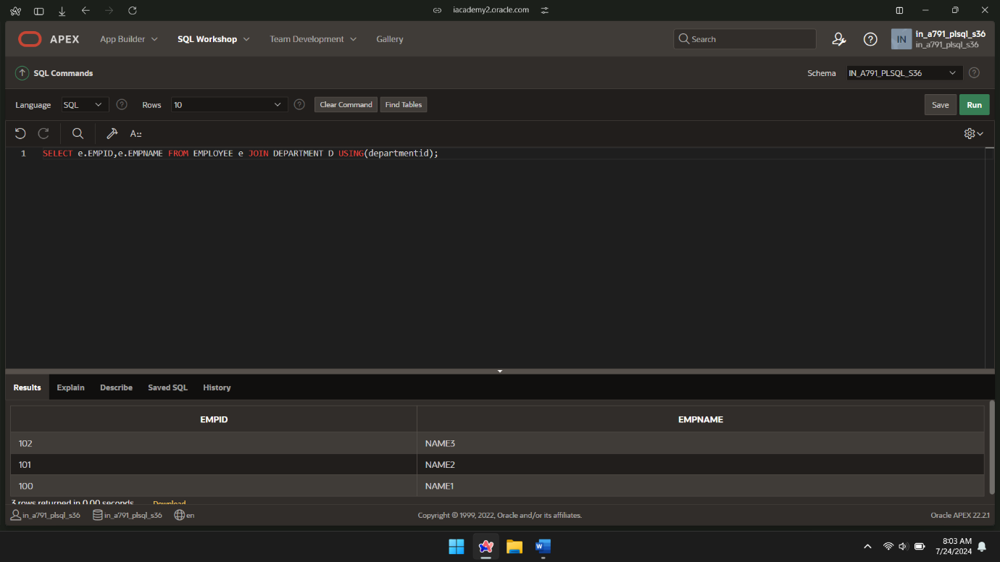 iacademy2.oracle.com
APEX App Builder SQL Workshop Team Development Gallery Search IN in_a791_plsql_s36
in_a791_plsql_s36
SQL Commands Schema IN_A791_PLSQL_S36
Language SQL Rows 10 Clear Command Find Tables Save Run
A::
1 SELECT e.EMPID,e.EMPNAME FROM EMPLOYEE e JOIN DEPARTMENT D USING(departmentid);
Results Explain Describe Saved SQL History
EMPID EMPNAME
102 NAME3
101 NAME2
100 NAME1
3 rows returned in 0.00 seconds Download
in_a791_plsql_s36 in_a791_plsql_s36 en Copyright © 1999, 2022, Oracle and/or its affiliates. Oracle APEX 22.2.1
8:03 AM
7/24/2024